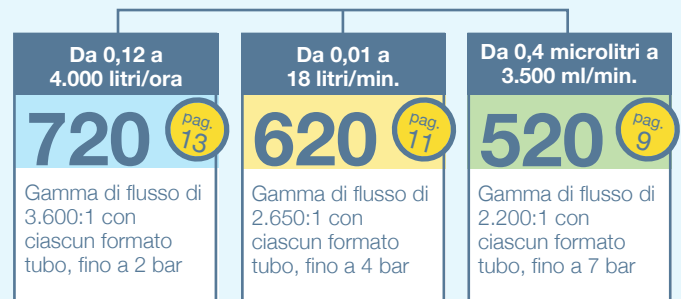 Da 0,12 a
4.000 litri/ora
720
pag.
13
Gamma di flusso di
3.600:1 con
ciascun formato
tubo, fino a 2 bar
Da 0,01 a
18 litri/min.
620
pag.
11
Gamma di flusso di
2.650:1 con
ciascun formato
tubo, fino a 4 bar
Da 0,4 microlitri a
3.500 ml/min.
520
pag.
9
Gamma di flusso di
2.200:1 con
ciascun formato
tubo, fino a 7 bar